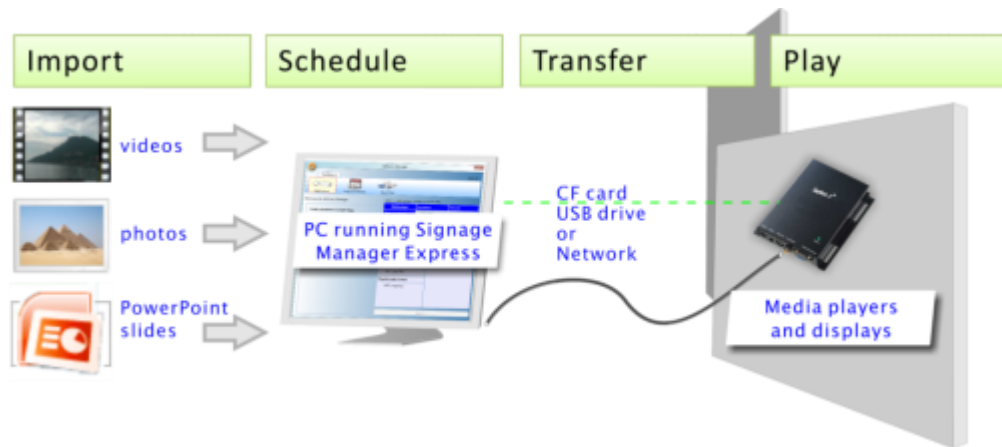 Import
Schedule
Transfer
Play
videos
photos
PowerPoint
slides
PC running Signage
Manager Express
CF card
USB drive
or
Network
Media players
and displays